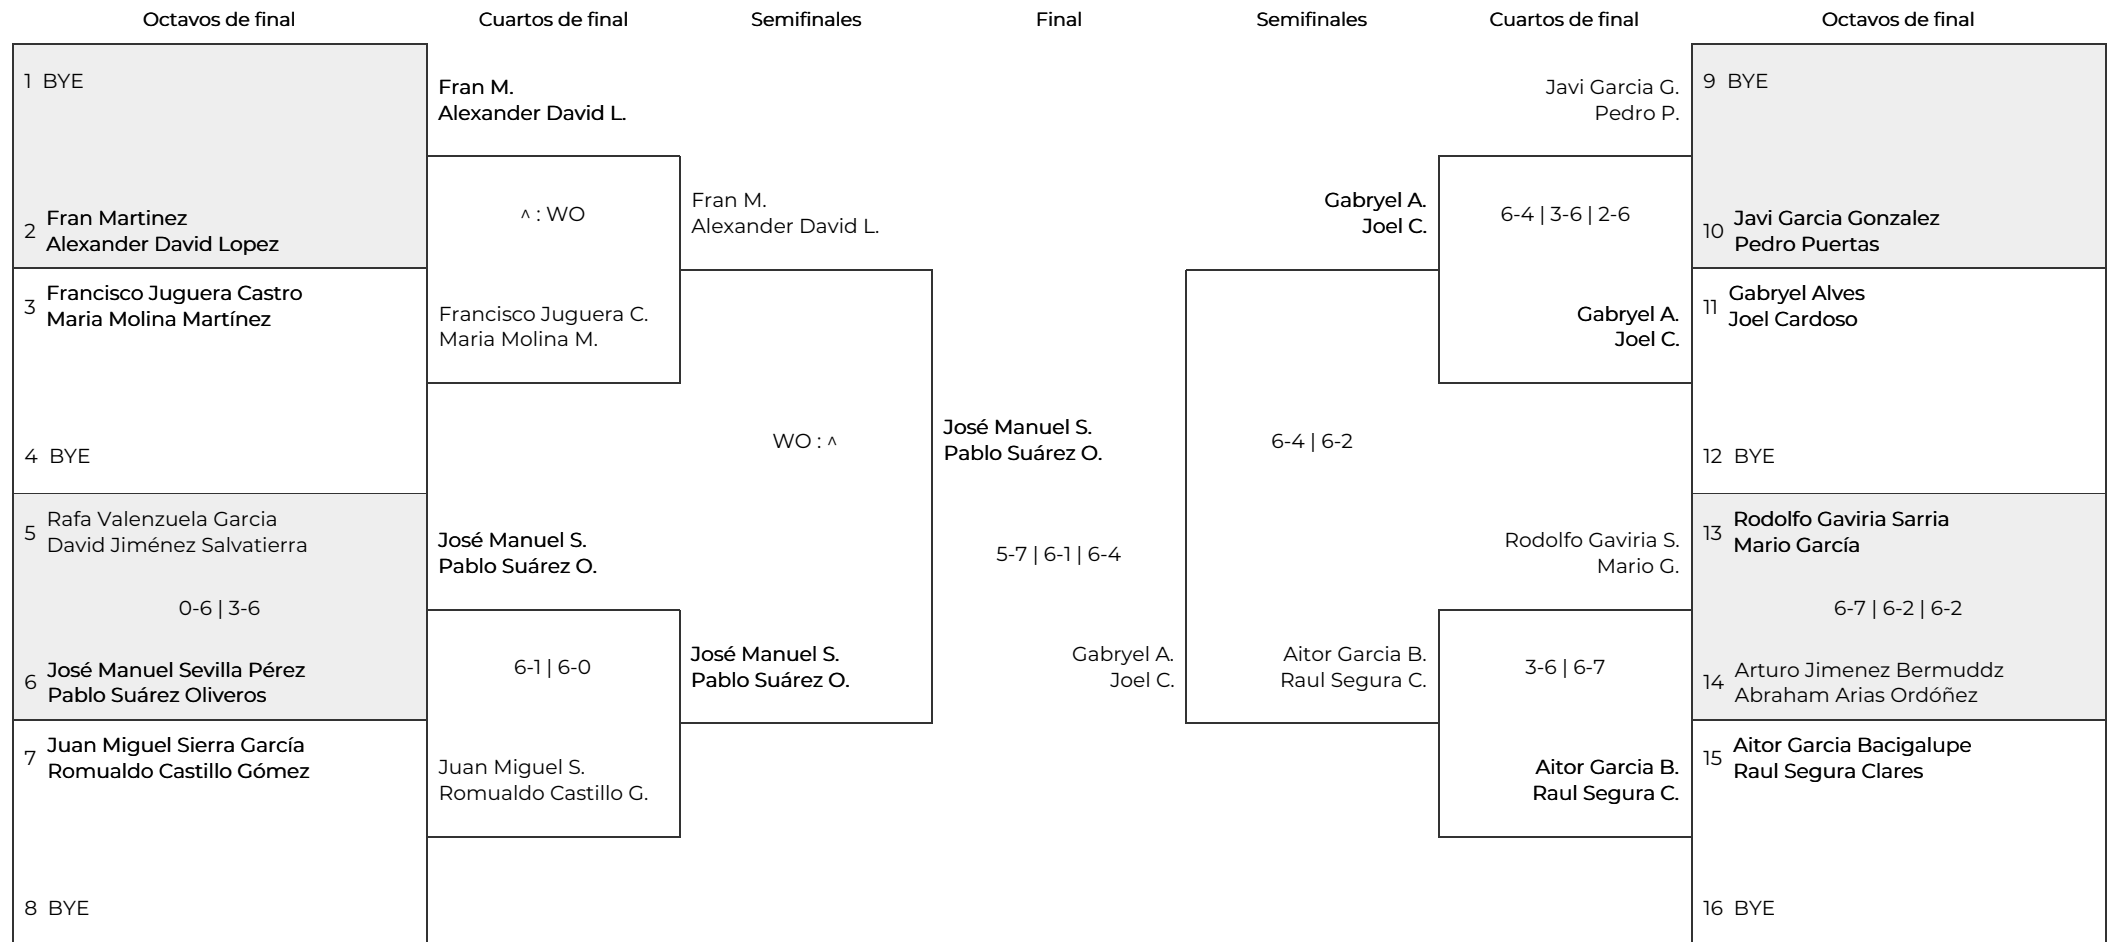 Octavos de final
Cuartos de final
Semifinales
Final
Semifinales
Cuartos de final
Octavos de final
1 BYE
2 Fran Martinez
Alexander David Lopez
3 Francisco Juguera Castro
Maria Molina Martínez
4 BYE
5 Rafa Valenzuela Garcia
David Jiménez Salvatierra
0-6 | 3-6
6 José Manuel Sevilla Pérez
Pablo Suárez Oliveros
7 Juan Miguel Sierra García
Romualdo Castillo Gómez
8 BYE
Fran M.
Alexander David L.
^ : WO
Francisco Juguera C.
Maria Molina M.
José Manuel S.
Pablo Suárez O.
6-1 | 6-0
Juan Miguel S.
Romualdo Castillo G.
Fran M.
Alexander David L.
WO : ^
José Manuel S.
Pablo Suárez O.
José Manuel S.
Pablo Suárez O.
5-7 | 6-1 | 6-4
Gabryel A.
Joel C.
Gabryel A.
Joel C.
6-4 | 6-2
Aitor Garcia B.
Raul Segura C.
Javi Garcia G.
Pedro P.
6-4 | 3-6 | 2-6
Gabryel A.
Joel C.
Rodolfo Gaviria S.
Mario G.
3-6 | 6-7
Aitor Garcia B.
Raul Segura C.
9 BYE
10 Javi Garcia Gonzalez
Pedro Puertas
11 Gabryel Alves
Joel Cardoso
12 BYE
13 Rodolfo Gaviria Sarria
Mario García
6-7 | 6-2 | 6-2
14 Arturo Jimenez Bermuddz
Abraham Arias Ordóñez
15 Aitor Garcia Bacigalupe
Raul Segura Clares
16 BYE